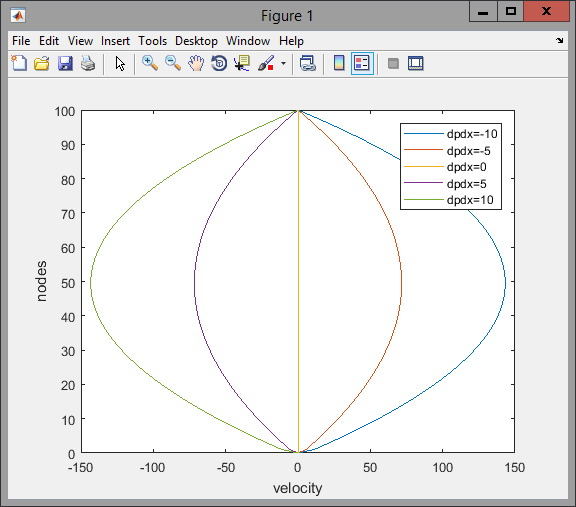 Figure 1
File Edit View Insert Tools Desktop Window Help
100
90
80
70
60
50
40
30
20
10
0
nodes
dpdx=-10
dpdx=-5
dpdx=0
dpdx=5
dpdx=10
-150 -100 -50 0 50 100 150
velocity